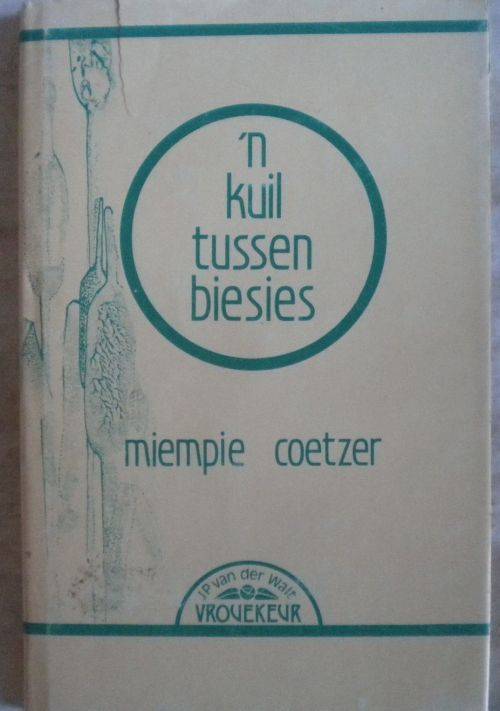 'n
kuil
tussen
biesies
miempie coetzer
J P van der Walt
VROUEKEUR